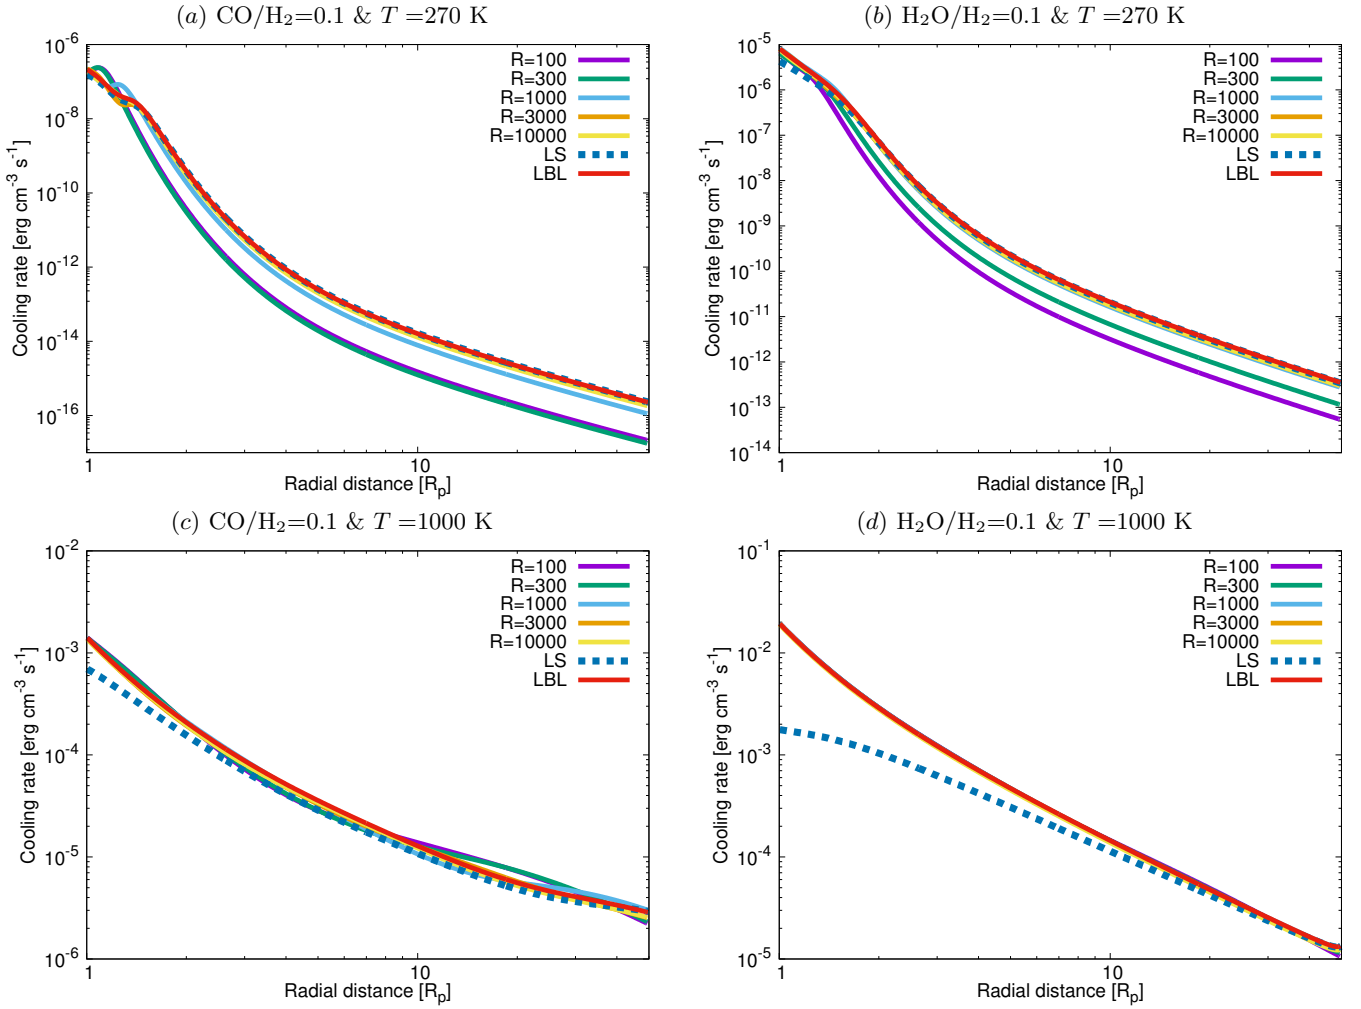 (a) CO/H₂=0.1 & T =270 K
10⁻⁶
10⁻⁸
10⁻¹⁰
10⁻¹²
10⁻¹⁴
10⁻¹⁶
Cooling rate [erg cm⁻³ s⁻¹]
R=100
R=300
R=1000
R=3000
R=10000
LS
LBL
1
10
Radial distance [Rₚ]
(b) H₂O/H₂=0.1 & T =270 K
10⁻⁵
10⁻⁶
10⁻⁷
10⁻⁸
10⁻⁹
10⁻¹⁰
10⁻¹¹
10⁻¹²
10⁻¹³
10⁻¹⁴
Cooling rate [erg cm⁻³ s⁻¹]
R=100
R=300
R=1000
R=3000
R=10000
LS
LBL
1
10
Radial distance [Rₚ]
(c) CO/H₂=0.1 & T =1000 K
10⁻²
10⁻³
10⁻⁴
10⁻⁵
10⁻⁶
Cooling rate [erg cm⁻³ s⁻¹]
R=100
R=300
R=1000
R=3000
R=10000
LS
LBL
1
10
Radial distance [Rₚ]
(d) H₂O/H₂=0.1 & T =1000 K
10⁻¹
10⁻²
10⁻³
10⁻⁴
10⁻⁵
Cooling rate [erg cm⁻³ s⁻¹]
R=100
R=300
R=1000
R=3000
R=10000
LS
LBL
1
10
Radial distance [Rₚ]